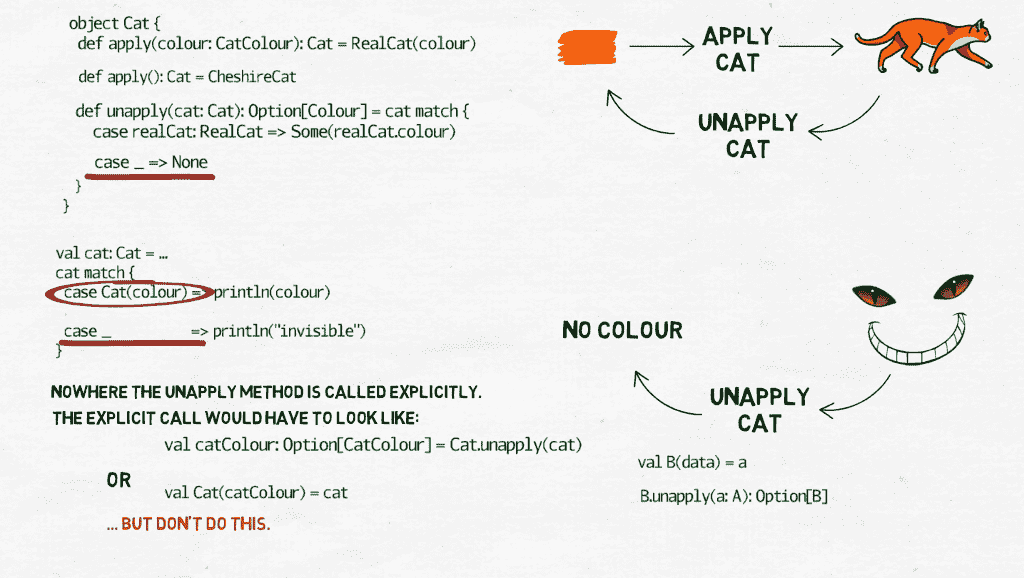 object Cat {
def apply(colour: CatColour): Cat = RealCat(colour)
def apply(): Cat = CheshireCat
def unapply(cat: Cat): Option[Colour] = cat match {
case realCat: RealCat => Some(realCat.colour)
case _ => None
}
}
val cat: Cat = ...
cat match {
case Cat(colour) => println(colour)
case _ => println("invisible")
}
NOWHERE THE UNAPPLY METHOD IS CALLED EXPLICITLY.
THE EXPLICIT CALL WOULD HAVE TO LOOK LIKE:
val catColour: Option[CatColour] = Cat.unapply(cat)
OR
val Cat(catColour) = cat
... BUT DON'T DO THIS.
APPLY
CAT
UNAPPLY
CAT
NO COLOUR
UNAPPLY
CAT
val B(data) = a
B.unapply(a: A): Option[B]